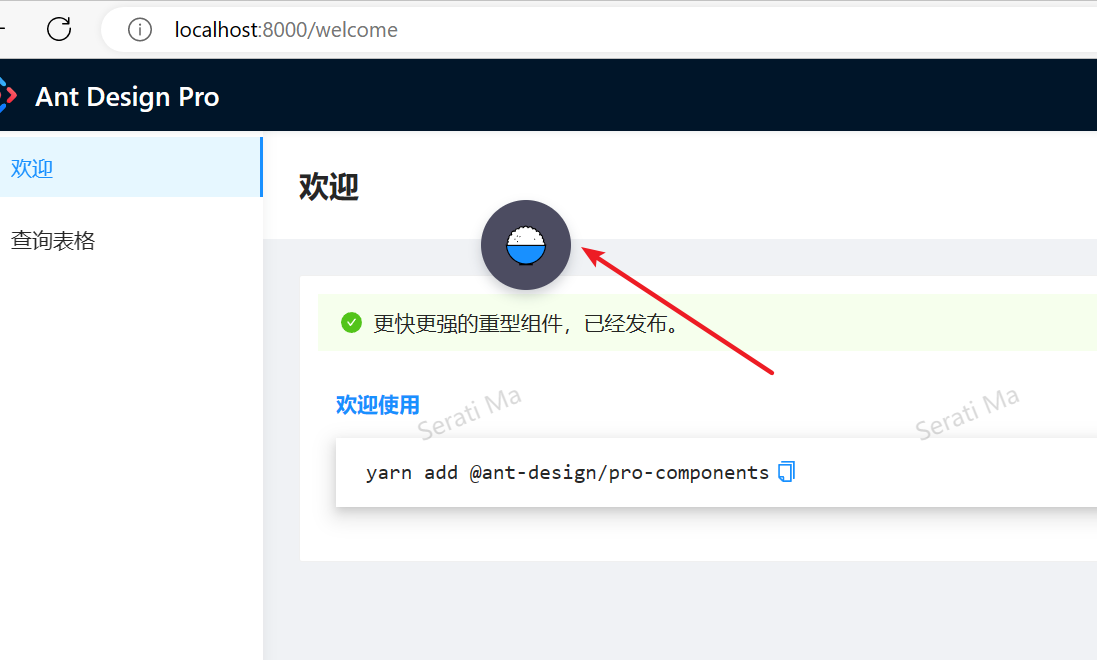 localhost:8000/welcome
Ant Design Pro
欢迎
查询表格
欢迎
更快更强的重型组件，已经发布。
欢迎使用
Serati Ma
Serati Ma
yarn add @ant-design/pro-components